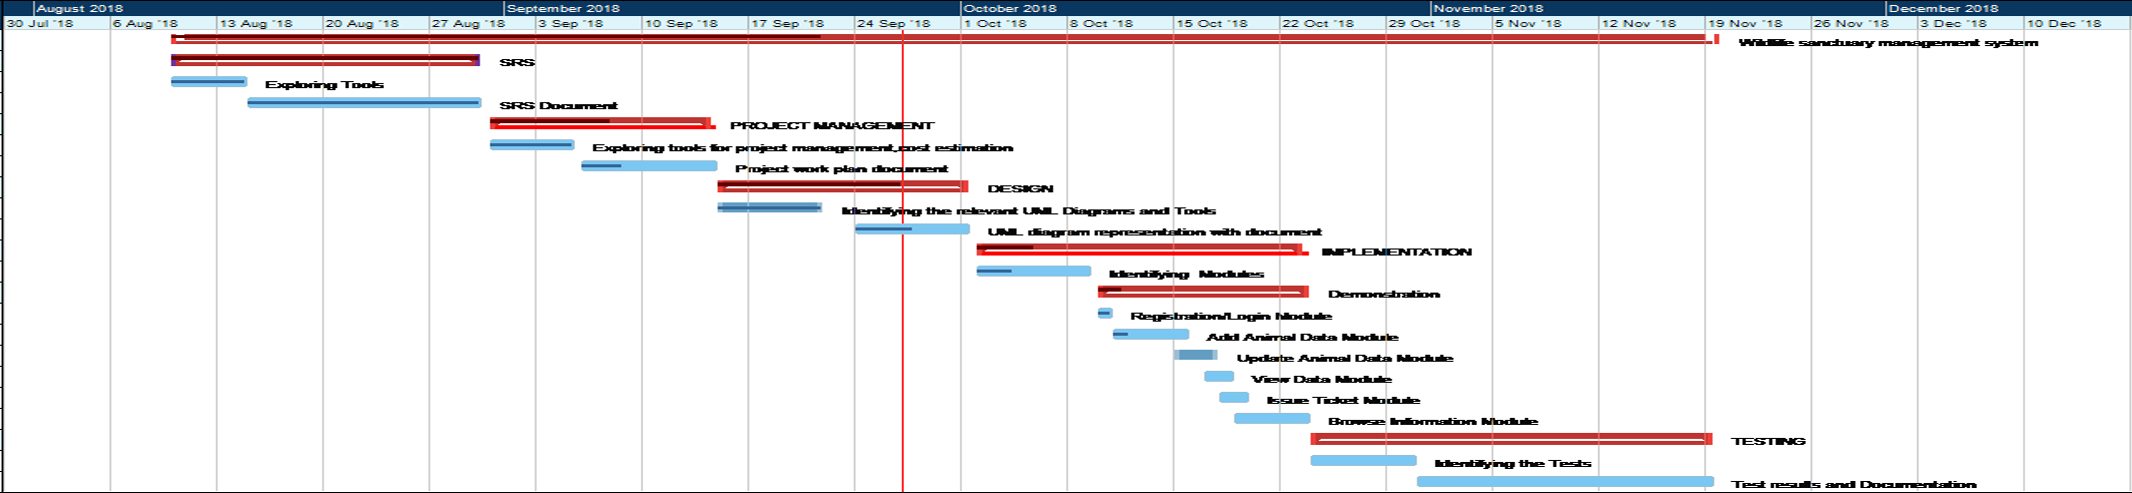 August 2018 September 2018 October 2018 November 2018 December 2018
30 Jul '18 6 Aug '18 13 Aug '18 20 Aug '18 27 Aug '18 3 Sep '18 10 Sep '18 17 Sep '18 24 Sep '18 1 Oct '18 8 Oct '18 15 Oct '18 22 Oct '18 29 Oct '18 5 Nov '18 12 Nov '18 19 Nov '18 26 Nov '18 3 Dec '18 10 Dec '18
Wildlife sanctuary management system
SRS
Exploring Tools
SRS Document
PROJECT MANAGEMENT
Exploring tools for project management,cost estimation
Project work plan document
DESIGN
Identifying the relevant UML Diagrams and Tools
UML diagram representation with document
IMPLEMENTATION
Identifying Modules
Demonstration
Registration/Login Module
Add Animal Data Module
Update Animal Data Module
View Data Module
Issue Ticket Module
Browse Information Module
TESTING
Identifying the Tests
Test results and Documentation